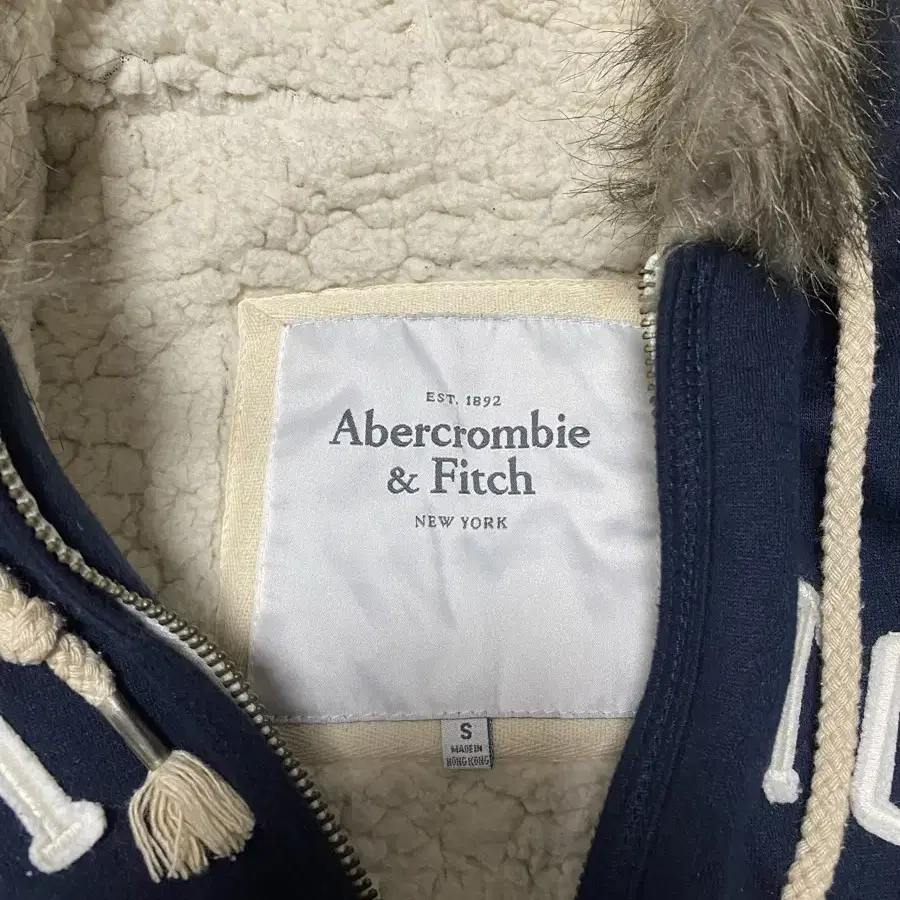 EST. 1892
Abercrombie
& Fitch
NEW YORK
S
MADE IN
HONG KONG